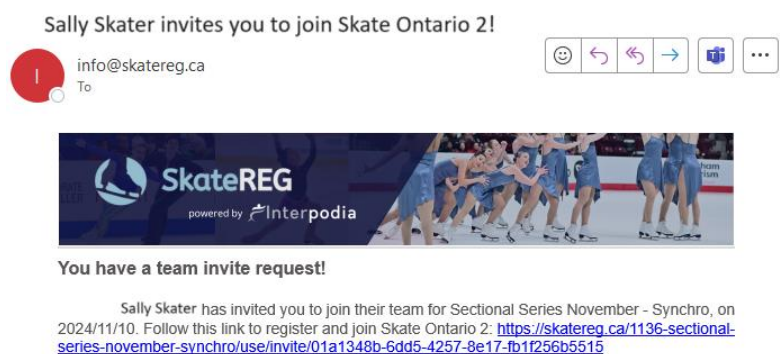 Sally Skater invites you to join Skate Ontario 2!
I
info@skatereg.ca
To
SkateREG
powered by Interpodia
You have a team invite request!
Sally Skater has invited you to join their team for Sectional Series November - Synchro, on
2024/11/10. Follow this link to register and join Skate Ontario 2: https://skatereg.ca/1136-sectional-
series-november-synchro/use/invite/01a1348b-6dd5-4257-8e17-fb1f256b5515